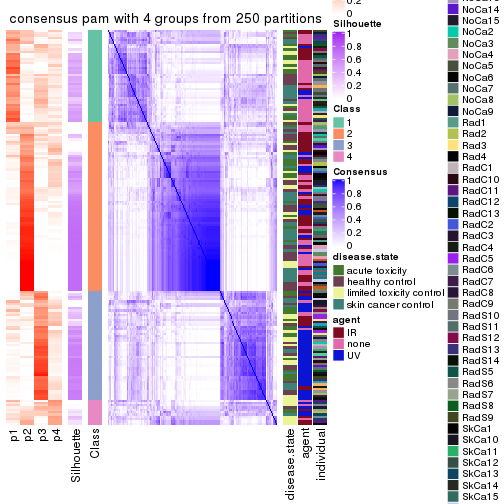 consensus pam with 4 groups from 250 partitions
p1
p2
p3
p4
Silhouette
Class
disease.state
agent
individual
0.2
0
Silhouette
1
0.8
0.6
0.4
0.2
0
Class
1
2
3
4
Consensus
1
0.8
0.6
0.4
0.2
0
disease.state
acute toxicity
healthy control
limited toxicity control
skin cancer control
agent
IR
none
UV
NoCa14
NoCa15
NoCa2
NoCa3
NoCa4
NoCa5
NoCa6
NoCa7
NoCa8
NoCa9
Rad1
Rad2
Rad3
Rad4
RadC1
RadC10
RadC11
RadC12
RadC13
RadC2
RadC3
RadC4
RadC5
RadC6
RadC7
RadC8
RadC9
RadS10
RadS11
RadS12
RadS13
RadS14
RadS5
RadS6
RadS7
RadS8
RadS9
SkCa1
SkCa10
SkCa11
SkCa12
SkCa13
SkCa14
SkCa15